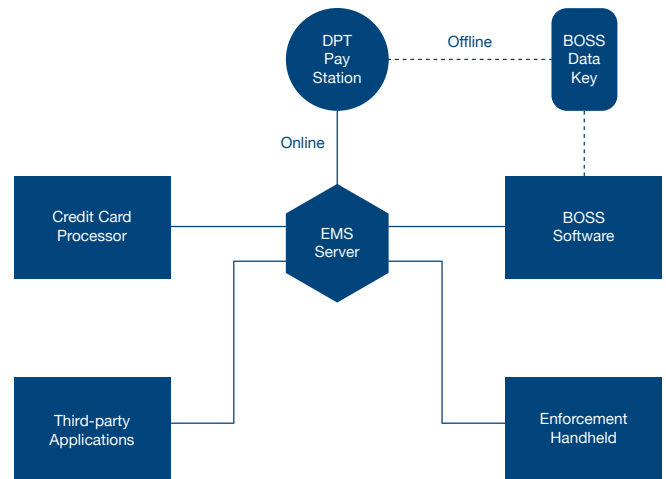 DPT
Pay
Station
Offline
BOSS
Data
Key
Online
Credit Card
Processor
EMS
Server
BOSS
Software
Third-party
Applications
Enforcement
Handheld